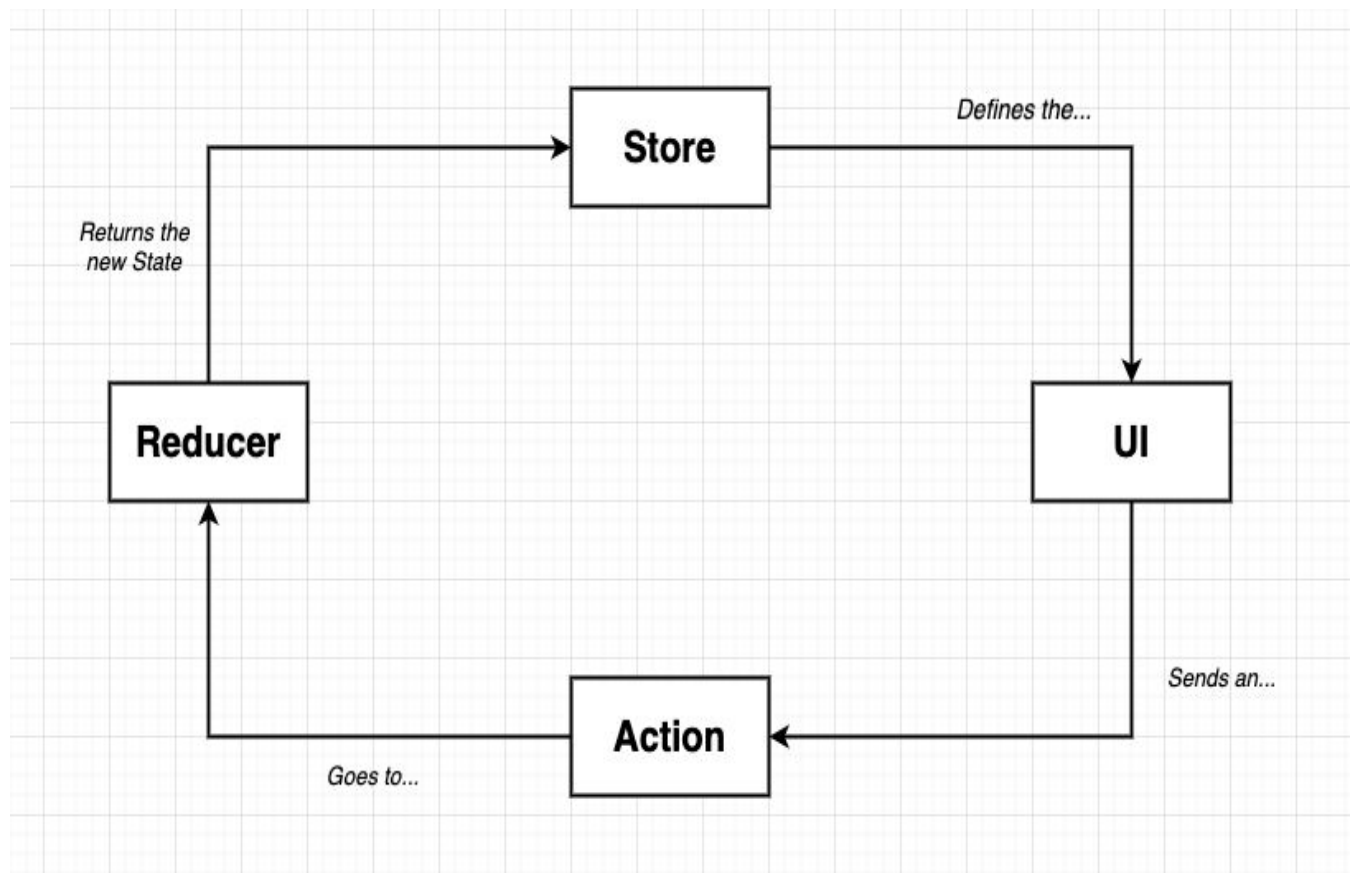 Store
Defines the...
Returns the
new State
Reducer
UI
Sends an...
Action
Goes to...